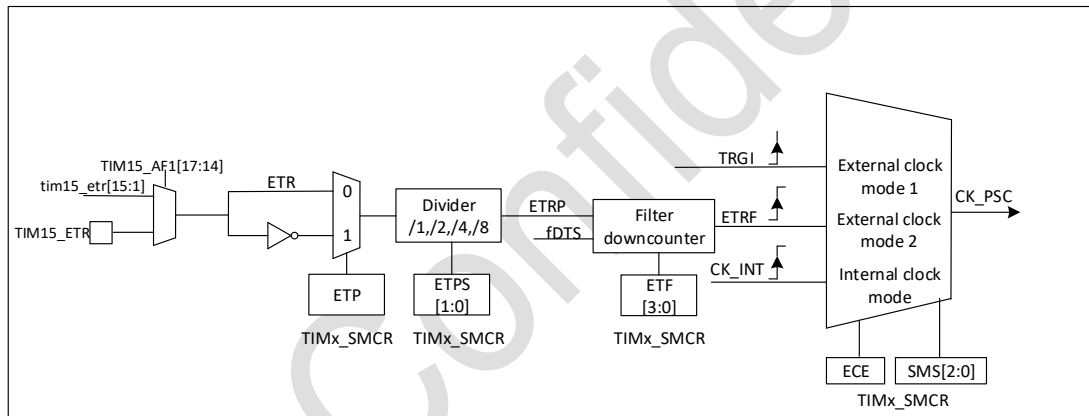 Confide
TIM15_AF1[17:14]
tim15_etr[15:1]
TIM15_ETR
ETR
0
1
ETP
TIMx_SMCR
Divider
/1,/2,/4,/8
ETPS
[1:0]
TIMx_SMCR
ETRP
fDTS
Filter
downcounter
ETF
[3:0]
TIMx_SMCR
TRGI
ETRF
CK_INT
External clock
mode 1
External clock
mode 2
Internal clock
mode
CK_PSC
ECE
SMS[2:0]
TIMx_SMCR